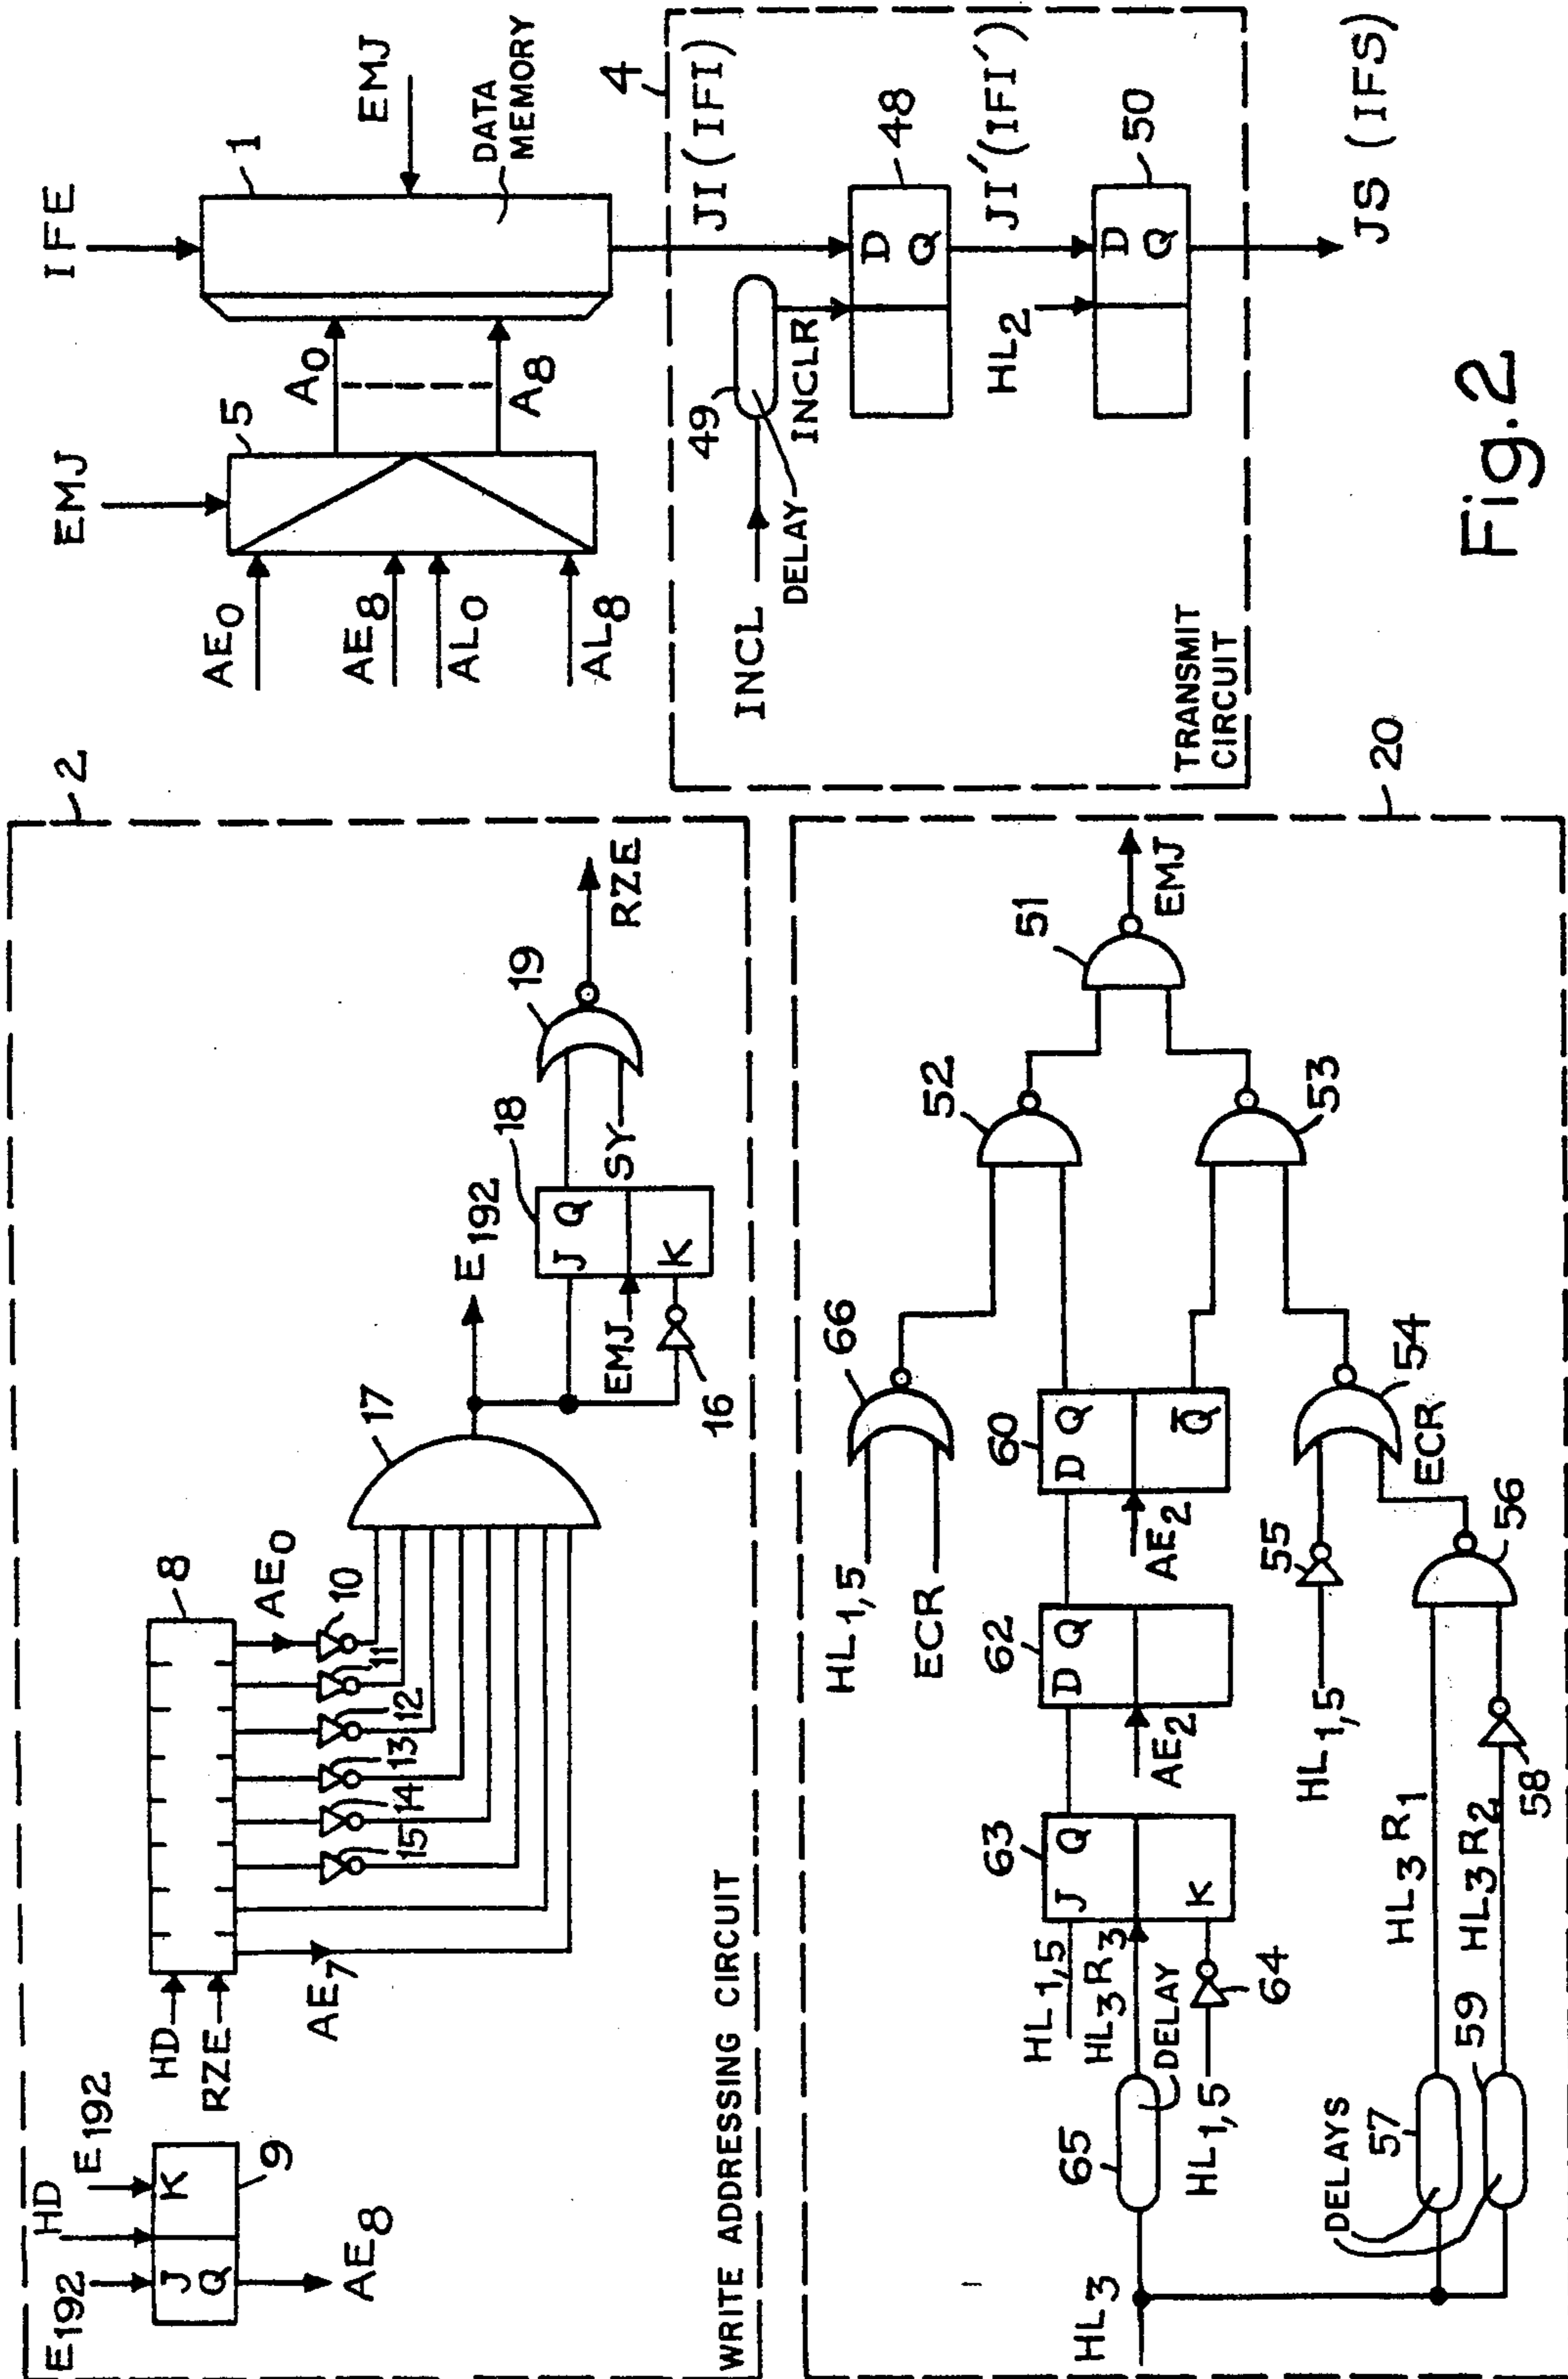 2
E192
HD
E192
J
K
Q
9
AE8
HD
RZE
8
AE0
10
11
12
13
14
15
AE7
17
E192
EMJ
16
18
J
Q
K
SY
19
RZE
WRITE ADDRESSING CIRCUIT
EMJ
AE0
AE8
AL0
AL8
5
A0
A8
IFE
1
EMJ
DATA
MEMORY
4
JI (IFI)
INCL
49
DELAY
INCLR
D
Q
48
JI'(IFI')
HL2
D
Q
50
JS (IFS)
TRANSMIT
CIRCUIT
20
HL3
65
DELAY
HL1,5
HL3R3
HL1,5
64
63
J
Q
K
62
D
Q
AE2
60
D
Q
Q̅
AE2
HL1,5
ECR
66
52
53
51
EMJ
HL1,5
55
54
ECR
56
DELAYS
57
59
HL3R1
HL3R2
58
Fig.2